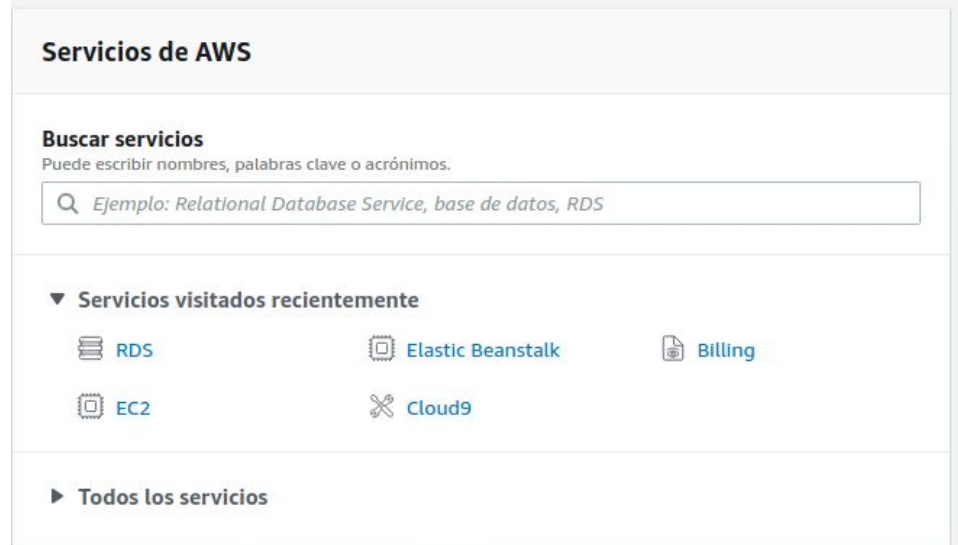 Servicios de AWS
Buscar servicios
Puede escribir nombres, palabras clave o acrónimos.
Ejemplo: Relational Database Service, base de datos, RDS
Servicios visitados recientemente
RDS Elastic Beanstalk Billing
EC2 Cloud9
Todos los servicios